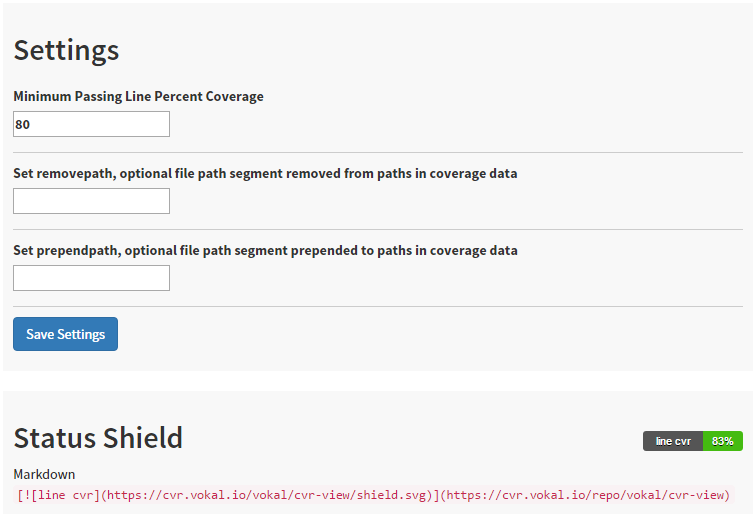 Settings
Minimum Passing Line Percent Coverage
80
Set removepath, optional file path segment removed from paths in coverage data
Set prependpath, optional file path segment prepended to paths in coverage data
Save Settings
Status Shield
line cvr 83%
Markdown
[![line cvr](https://cvr.vokal.io/vokal/cvr-view/shield.svg)](https://cvr.vokal.io/repo/vokal/cvr-view)